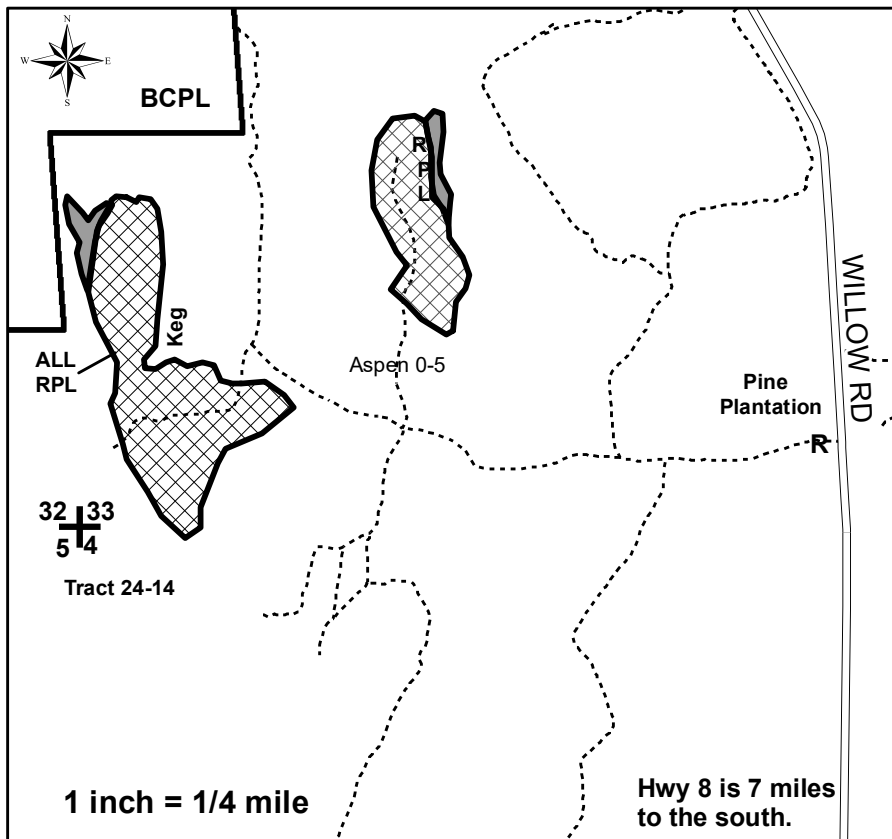 N
W E
S
BCPL
R
P
L
Keg
ALL
RPL
Aspen 0-5
WILLOW RD
Pine
Plantation
R
32 33
5 4
Tract 24-14
1 inch = 1/4 mile
Hwy 8 is 7 miles
to the south.